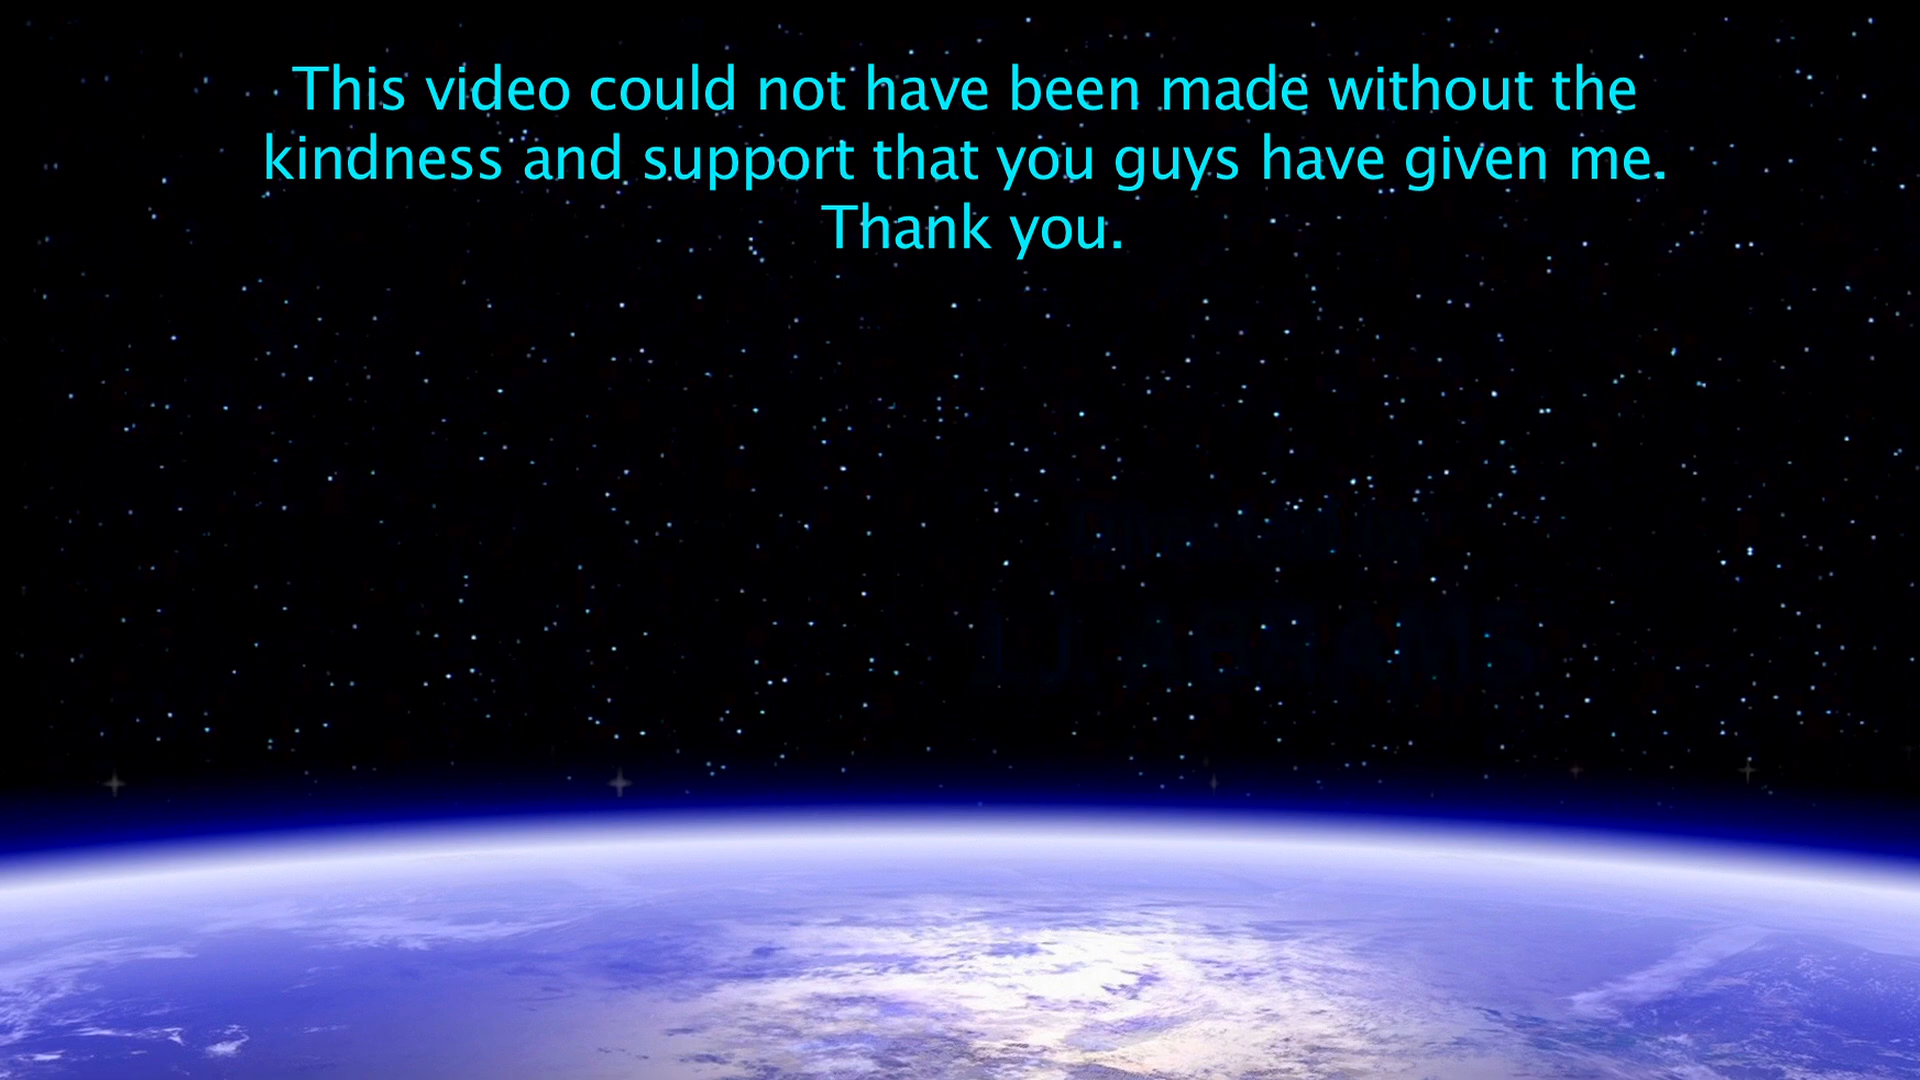 This video could not have been made without the
kindness and support that you guys have given me.
Thank you.
J.J. ABRAMS